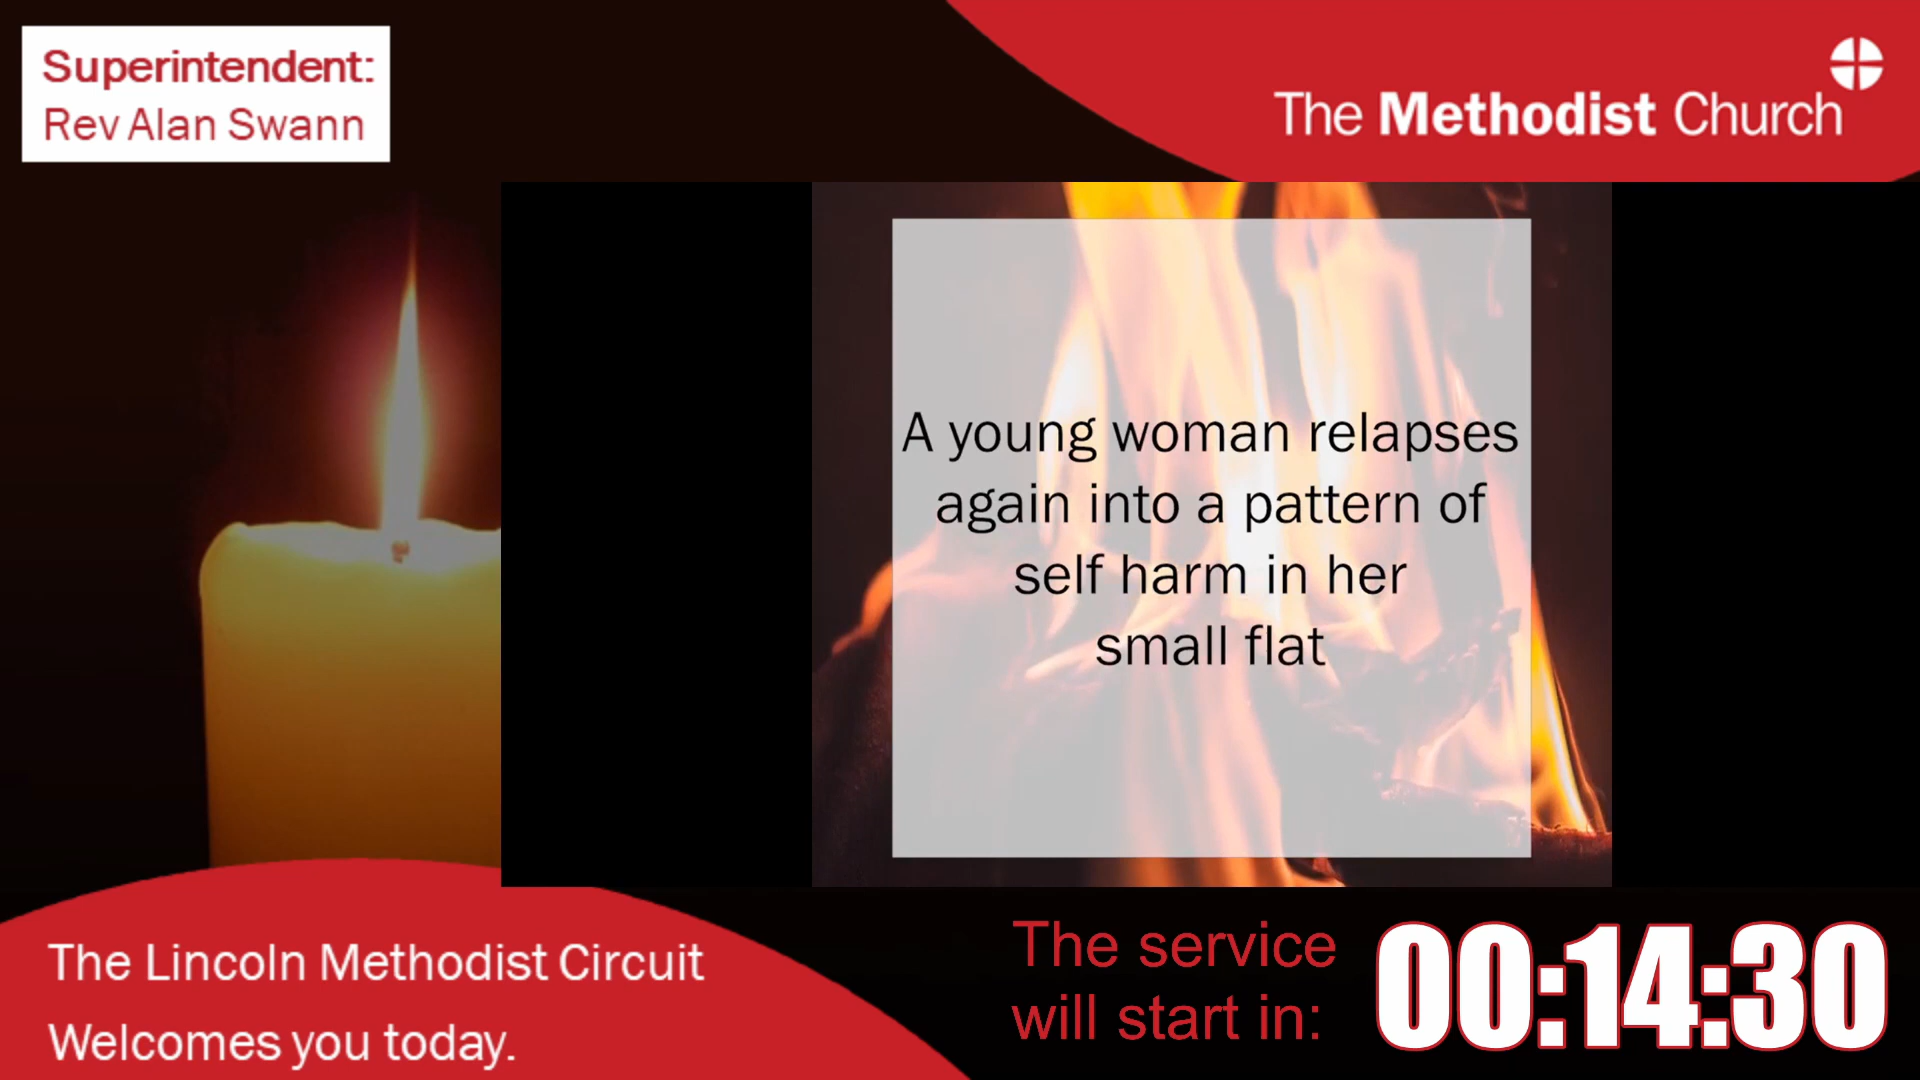 Superintendent:
Rev Alan Swann
The Methodist Church
A young woman relapses
again into a pattern of
self harm in her
small flat
The Lincoln Methodist Circuit
Welcomes you today.
The service
will start in:
00:14:30